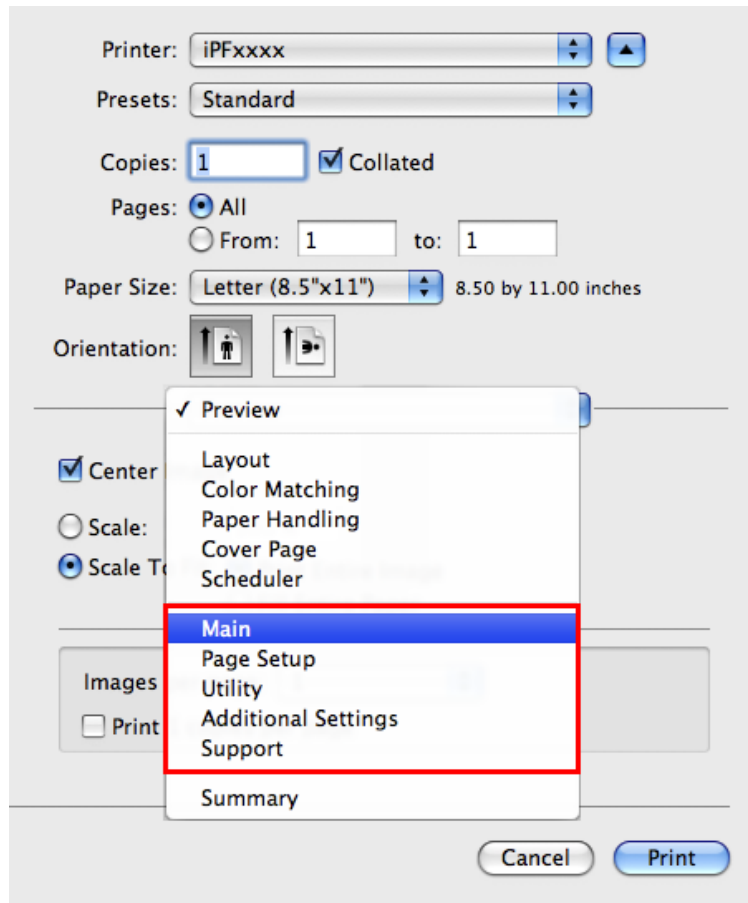 Printer: iPFxxxx
Presets: Standard
Copies: 1 Collated
Pages: All
From: 1 to: 1
Paper Size: Letter (8.5"x11") 8.50 by 11.00 inches
Orientation:
✓ Preview
Layout
Center
Color Matching
Paper Handling
Scale:
Cover Page
Scale To
Scheduler
Main
Page Setup
Images
Utility
Additional Settings
Print
Support
Summary
Cancel Print